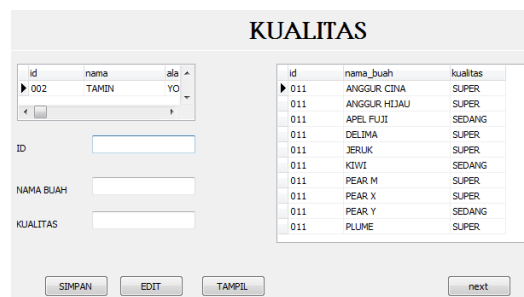 KUALITAS
id nama ala
002 TAMIN YO
ID
NAMA BUAH
KUALITAS
SIMPAN EDIT TAMPIL
id nama_buah kualitas
011 ANGGUR CINA SUPER
011 ANGGUR HIJAU SUPER
011 APEL FUJI SEDANG
011 DELIMA SUPER
011 JERUK SUPER
011 KIWI SEDANG
011 PEAR M SUPER
011 PEAR X SUPER
011 PEAR Y SEDANG
011 PLUME SUPER
next